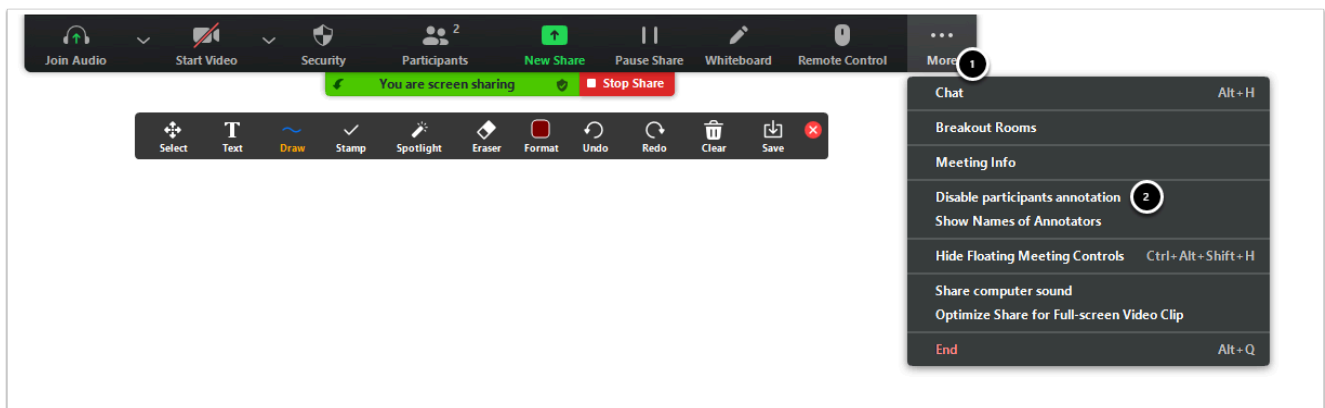 2
Join Audio Start Video Security Participants New Share Pause Share Whiteboard Remote Control More 1
You are screen sharing Stop Share
Chat Alt+H
Breakout Rooms
T
Select Text Draw Stamp Spotlight Eraser Format Undo Redo Clear Save
Meeting Info
Disable participants annotation 2
Show Names of Annotators
Hide Floating Meeting Controls Ctrl+Alt+Shift+H
Share computer sound
Optimize Share for Full-screen Video Clip
End Alt+Q